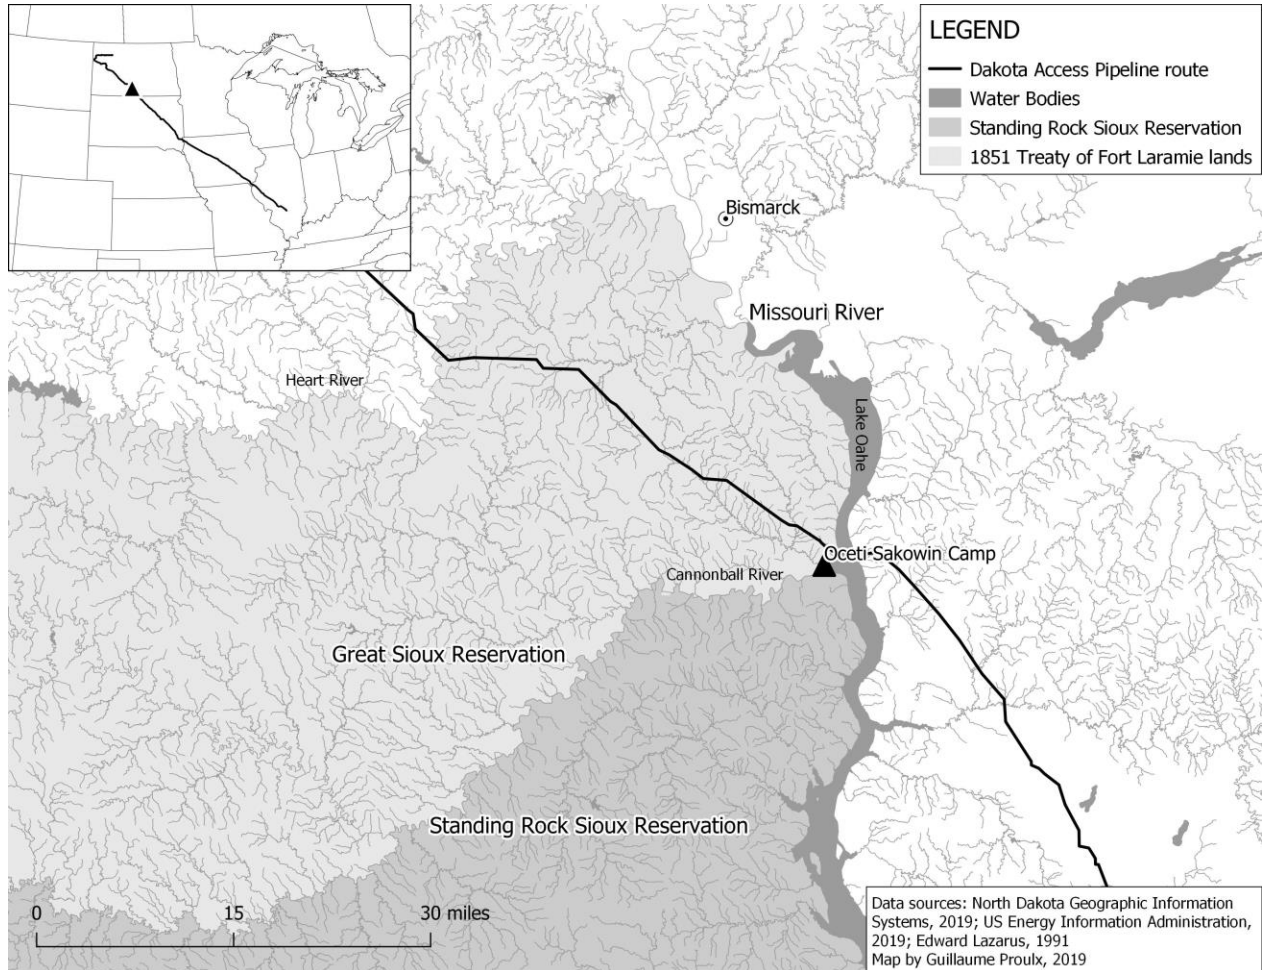 LEGEND
Dakota Access Pipeline route
Water Bodies
Standing Rock Sioux Reservation
1851 Treaty of Fort Laramie lands
Bismarck
Missouri River
Heart River
Lake Oahe
Oceti Sakowin Camp
Cannonball River
Great Sioux Reservation
Standing Rock Sioux Reservation
0 15 30 miles
Data sources: North Dakota Geographic Information
Systems, 2019; US Energy Information Administration,
2019; Edward Lazarus, 1991
Map by Guillaume Proulx, 2019